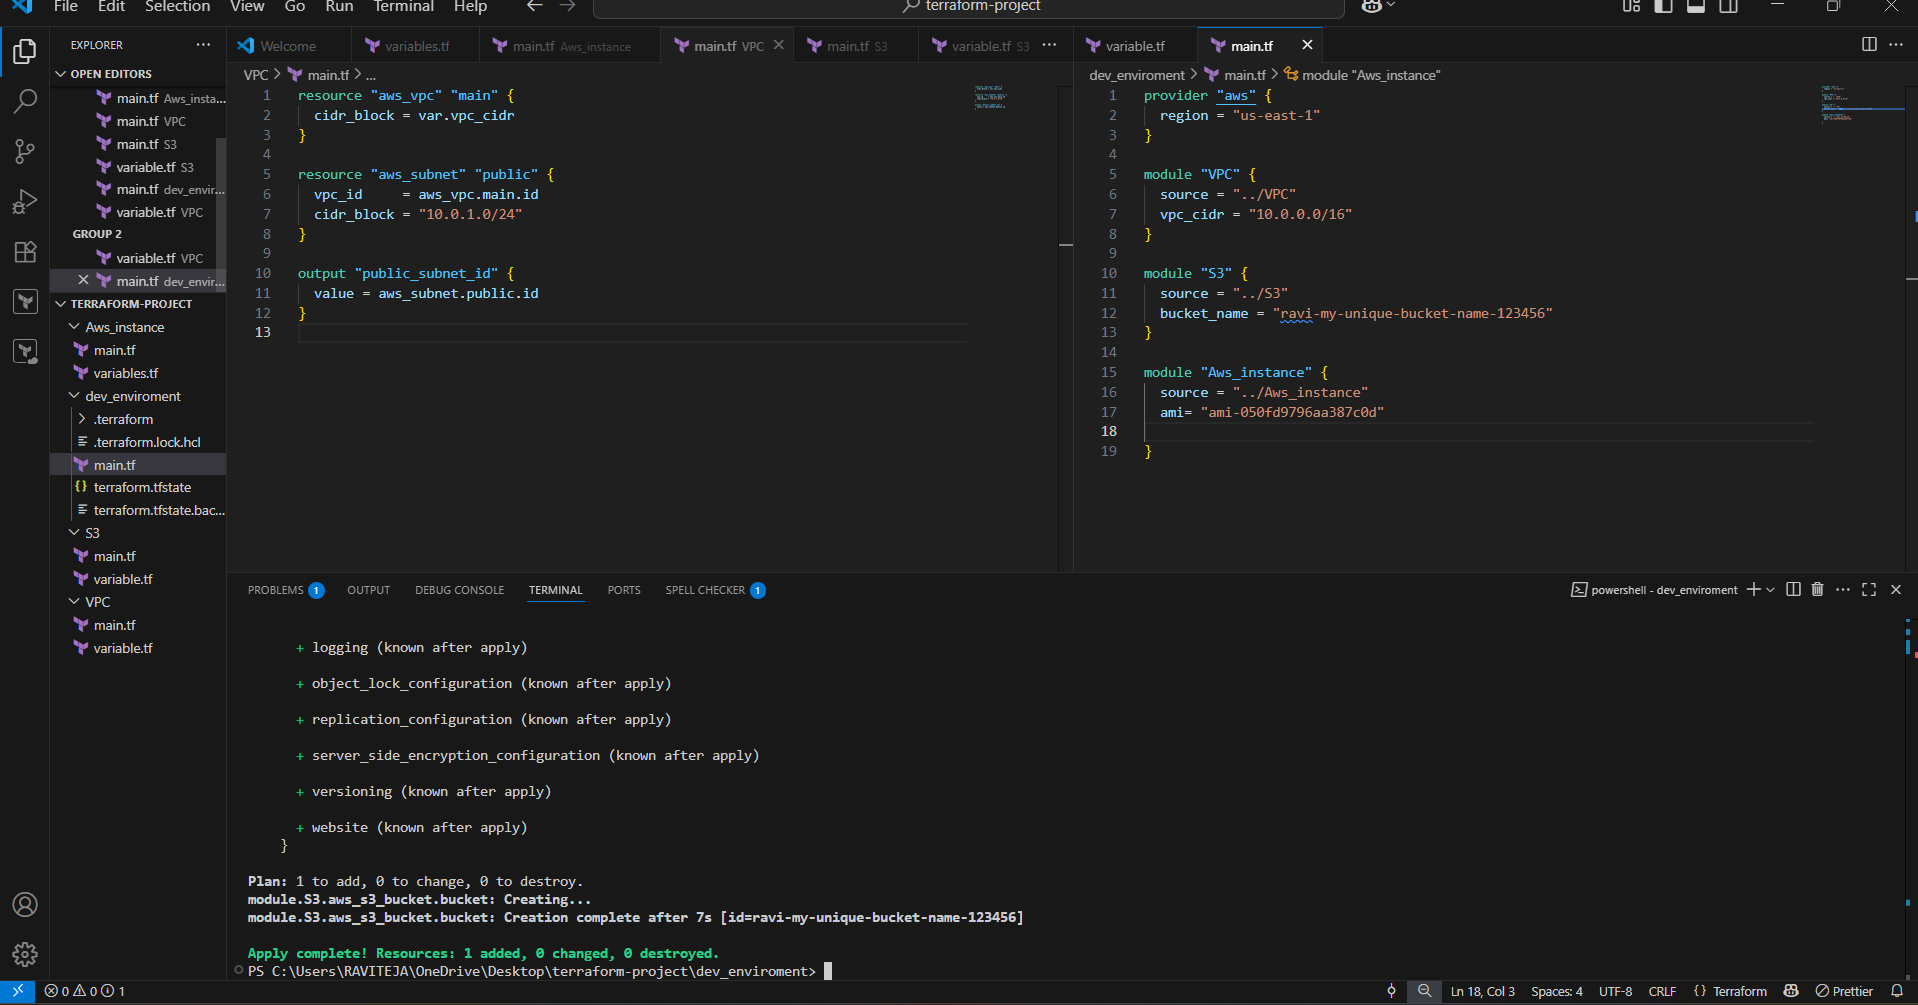 File Edit Selection View Go Run Terminal Help
terraform-project
EXPLORER
OPEN EDITORS
main.tf Aws_insta...
main.tf VPC
main.tf S3
variable.tf S3
main.tf dev_envir...
variable.tf VPC
GROUP 2
variable.tf VPC
main.tf dev_envir...
TERRAFORM-PROJECT
Aws_instance
main.tf
variables.tf
dev_enviroment
.terraform
.terraform.lock.hcl
main.tf
terraform.tfstate
terraform.tfstate.bac...
S3
main.tf
variable.tf
VPC
main.tf
variable.tf
Welcome variables.tf main.tf Aws_instance main.tf VPC main.tf S3 variable.tf S3
VPC > main.tf > ...
1 resource "aws_vpc" "main" {
2 cidr_block = var.vpc_cidr
3 }
4
5 resource "aws_subnet" "public" {
6 vpc_id     = aws_vpc.main.id
7 cidr_block = "10.0.1.0/24"
8 }
9
10 output "public_subnet_id" {
11 value = aws_subnet.public.id
12 }
13
variable.tf main.tf
dev_enviroment > main.tf > module "Aws_instance"
1 provider "aws" {
2 region = "us-east-1"
3 }
4
5 module "VPC" {
6 source = "../VPC"
7 vpc_cidr = "10.0.0.0/16"
8 }
9
10 module "S3" {
11 source = "../S3"
12 bucket_name = "ravi-my-unique-bucket-name-123456"
13 }
14
15 module "Aws_instance" {
16 source = "../Aws_instance"
17 ami= "ami-050fd9796aa387c0d"
18
19 }
PROBLEMS 1 OUTPUT DEBUG CONSOLE TERMINAL PORTS SPELL CHECKER 1
powershell - dev_enviroment
+ logging (known after apply)
+ object_lock_configuration (known after apply)
+ replication_configuration (known after apply)
+ server_side_encryption_configuration (known after apply)
+ versioning (known after apply)
+ website (known after apply)
}
Plan: 1 to add, 0 to change, 0 to destroy.
module.S3.aws_s3_bucket.bucket: Creating...
module.S3.aws_s3_bucket.bucket: Creation complete after 7s [id=ravi-my-unique-bucket-name-123456]
Apply complete! Resources: 1 added, 0 changed, 0 destroyed.
PS C:\Users\RAVITEJA\OneDrive\Desktop\terraform-project\dev_enviroment>
0 0 1
Ln 18, Col 3 Spaces: 4 UTF-8 CRLF {} Terraform Prettier